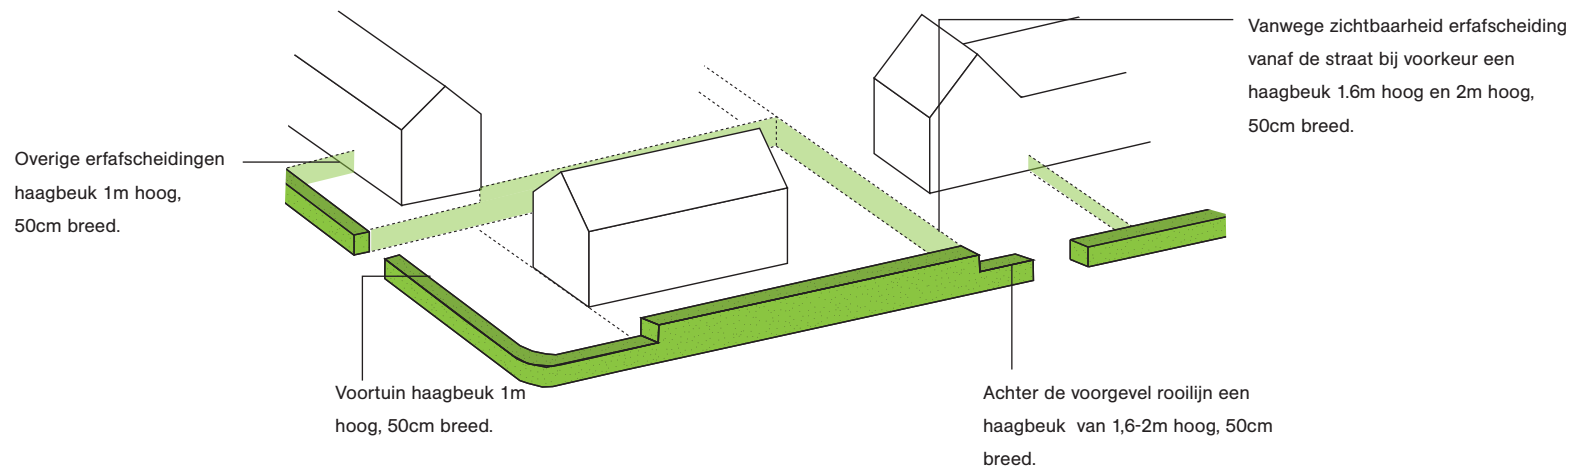 Vanwege zichtbaarheid erfafscheiding
vanaf de straat bij voorkeur een
haagbeuk 1.6m hoog en 2m hoog,
50cm breed.
Overige erfafscheidingen
haagbeuk 1m hoog,
50cm breed.
Voortuin haagbeuk 1m
hoog, 50cm breed.
Achter de voorgevel rooilijn een
haagbeuk  van 1,6-2m hoog, 50cm
breed.